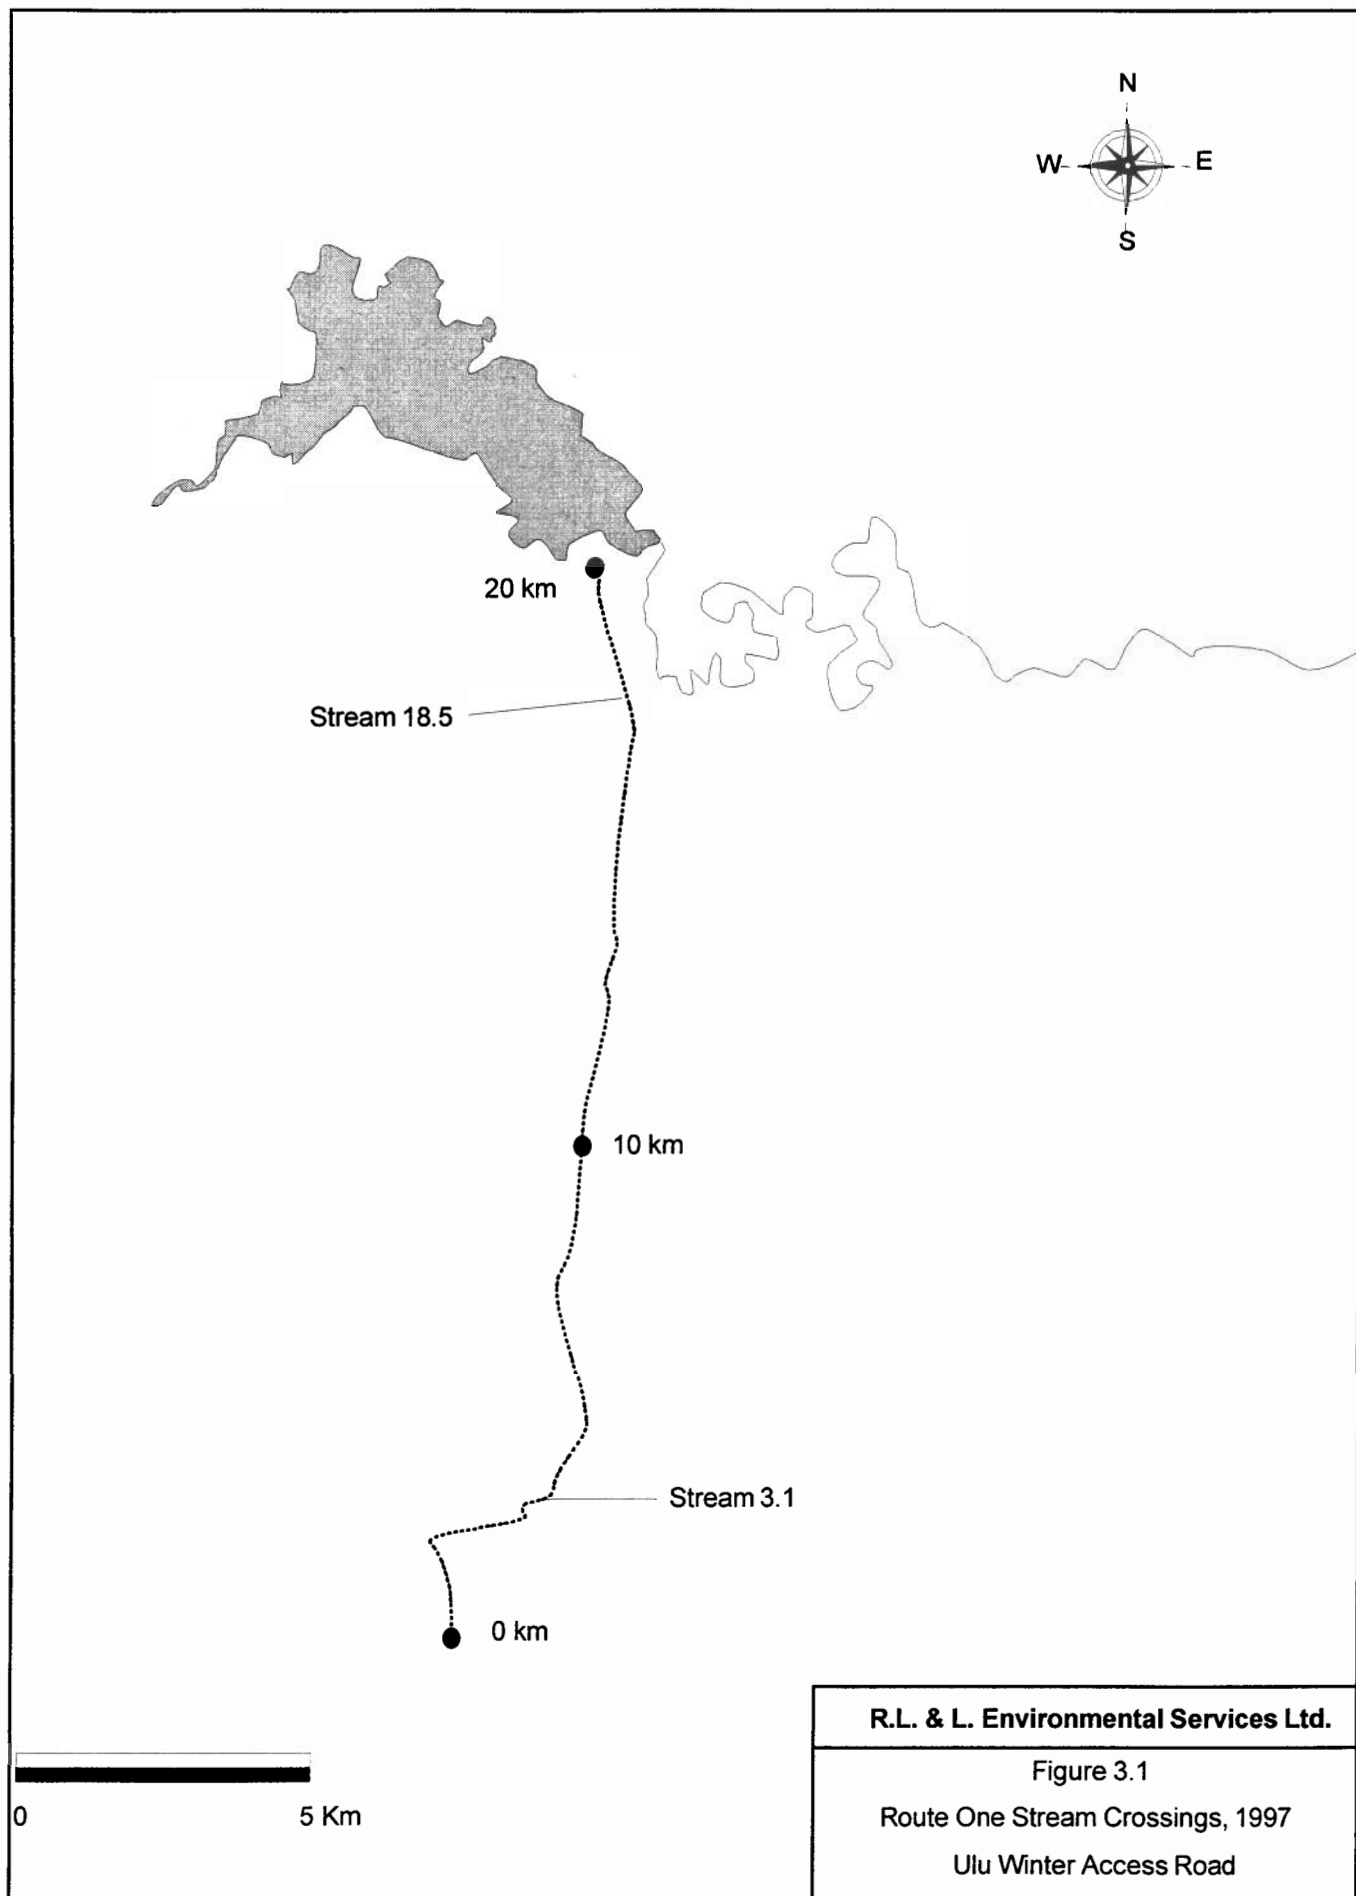 N
W E
S
20 km
Stream 18.5
10 km
Stream 3.1
0 km
0 5 Km
R.L. & L. Environmental Services Ltd.
Figure 3.1
Route One Stream Crossings, 1997
Ulu Winter Access Road